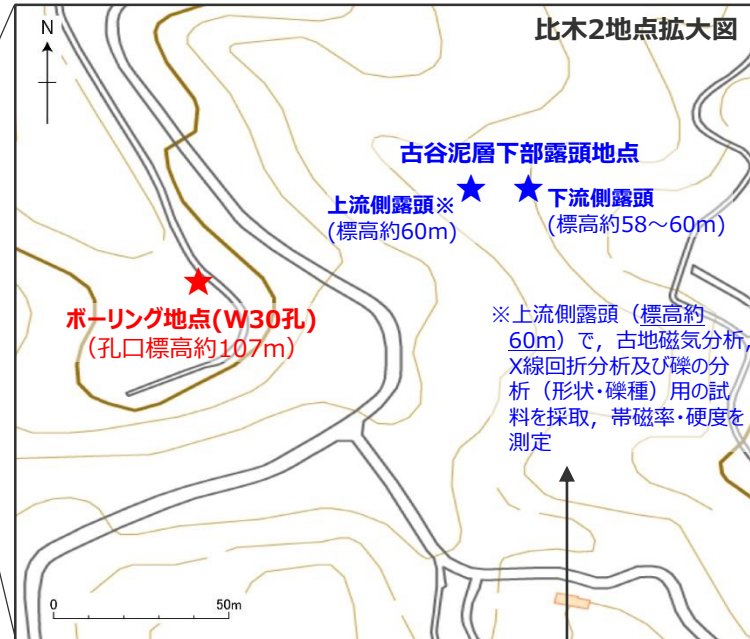 比木2地点拡大図
N
古谷泥層下部露頭地点
上流側露頭※
(標高約60m)
下流側露頭
(標高約58～60m)
ボーリング地点(W30孔)
（孔口標高約107m）
※上流側露頭（標高約
60m）で，古地磁気分析，
X線回折分析及び礫の分
析（形状・礫種）用の試
料を採取，帯磁率・硬度を
測定
0 50m